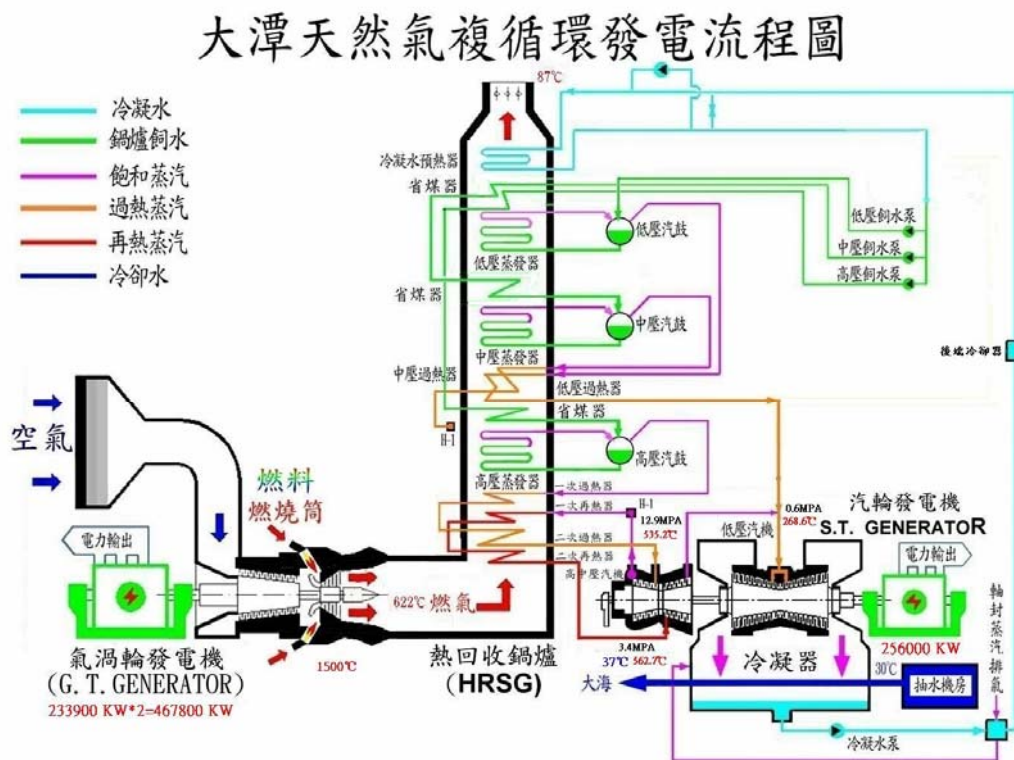 大潭天然氣複循環發電流程圖
87℃
冷凝水
鍋爐飼水
飽和蒸汽
過熱蒸汽
再熱蒸汽
冷卻水
冷凝水預熱器
省煤器
低壓汽鼓
低壓蒸發器
低壓飼水泵
中壓飼水泵
高壓飼水泵
省煤器
中壓汽鼓
中壓蒸發器
後端冷卻器
中壓過熱器
低壓過熱器
省煤器
H-1
高壓汽鼓
高壓蒸發器
空氣
燃料
燃燒筒
一次過熱器
一次再熱器
H-1
二次過熱器
二次再熱器
高中壓汽機
12.9MPA
535.2℃
低壓汽機
0.6MPA
268.6℃
汽輪發電機
S.T. GENERATOR
電力輸出
電力輸出
622℃ 燃氣
1500℃
氣渦輪發電機
(G.T.GENERATOR)
233900 KW*2=467800 KW
熱回收鍋爐
(HRSG)
3.4MPA
562.7℃
37℃
大海
冷凝器
30℃
抽水機房
256000 KW
軸封蒸汽排氣
冷凝水泵